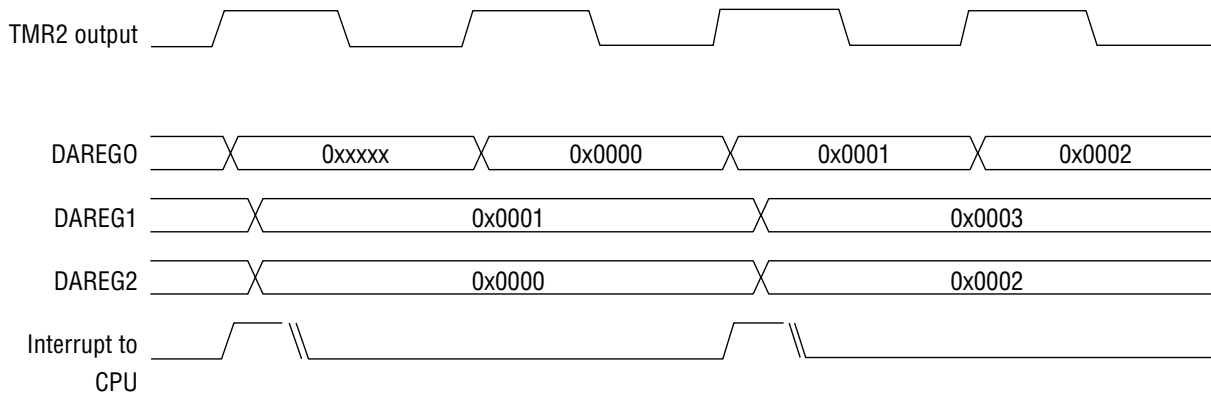 TMR2 output
DAREG0 0xxxxx 0x0000 0x0001 0x0002
DAREG1 0x0001 0x0003
DAREG2 0x0000 0x0002
Interrupt to
CPU